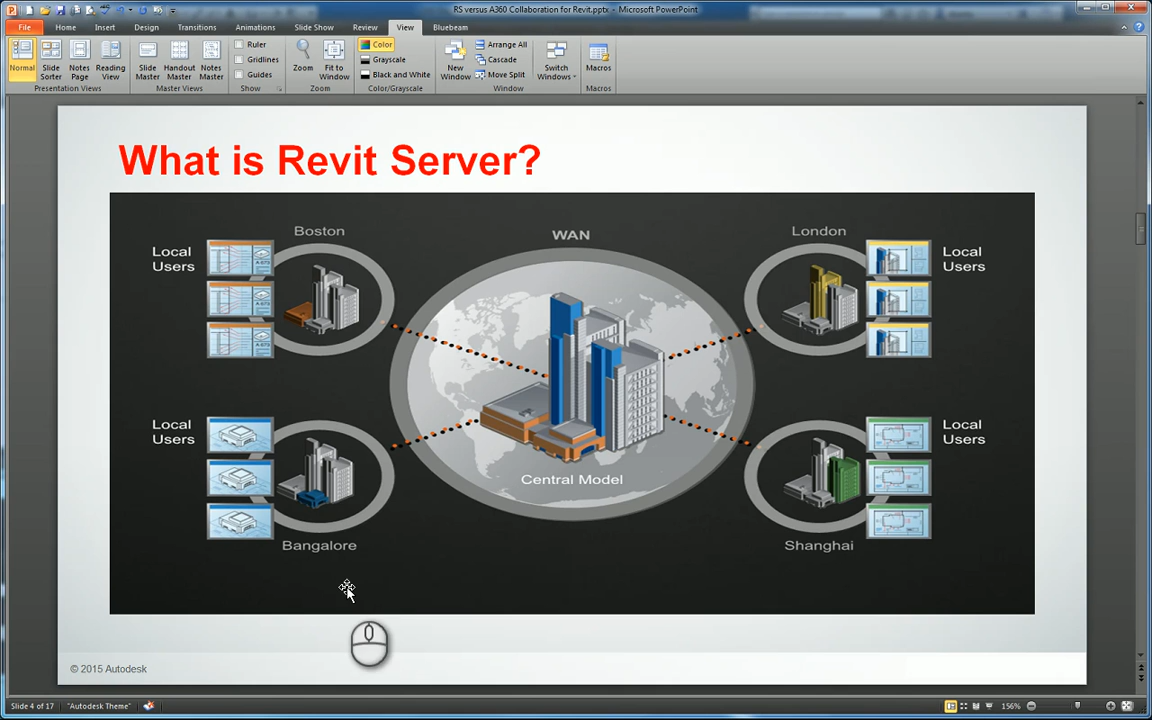 RS versus A360 Collaboration for Revit.pptx - Microsoft PowerPoint
File Home Insert Design Transitions Animations Slide Show Review View Bluebeam
Normal
Slide Sorter
Notes Page
Reading View
Presentation Views
Slide Master
Handout Master
Notes Master
Master Views
Ruler
Gridlines
Guides
Show
Zoom
Fit to Window
Zoom
Color
Grayscale
Black and White
Color/Grayscale
New Window
Arrange All
Cascade
Move Split
Switch Windows
Window
Macros
Macros
What is Revit Server?
Boston
WAN
London
Local
Users
Local
Users
Local
Users
Local
Users
Central Model
Bangalore
Shanghai
© 2015 Autodesk
Slide 4 of 17 "Autodesk Theme" 156%